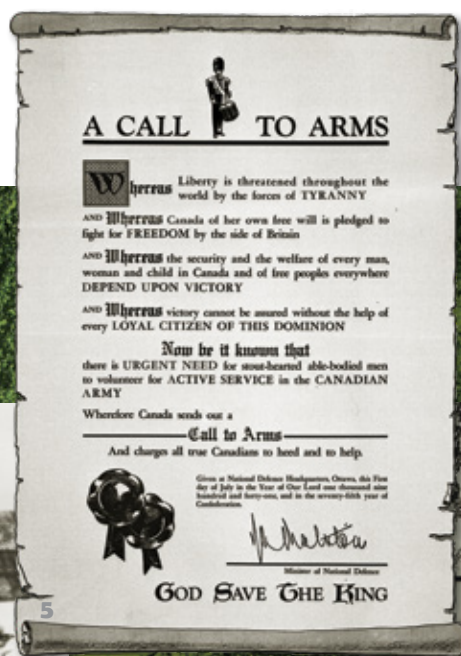 A CALL TO ARMS
Whereas Liberty is threatened throughout the
world by the forces of TYRANNY
AND Whereas Canada of her own free will is pledged to
fight for FREEDOM by the side of Britain
AND Whereas the security and the welfare of every man,
woman and child in Canada and of free peoples everywhere
DEPEND UPON VICTORY
AND Whereas victory cannot be assured without the help of
every LOYAL CITIZEN OF THIS DOMINION
Now be it known that
there is URGENT NEED for stout-hearted able-bodied men
to volunteer for ACTIVE SERVICE in the CANADIAN
ARMY
Wherefore Canada sends out a
Call to Arms
And charges all true Canadians to heed and to help.
Given at National Defence Headquarters, Ottawa, this First
day of July in the Year of Our Lord one thousand nine
hundred and forty-one, and in the seventy-fifth year of
Confederation.
Minister of National Defence
GOD SAVE THE KING
5